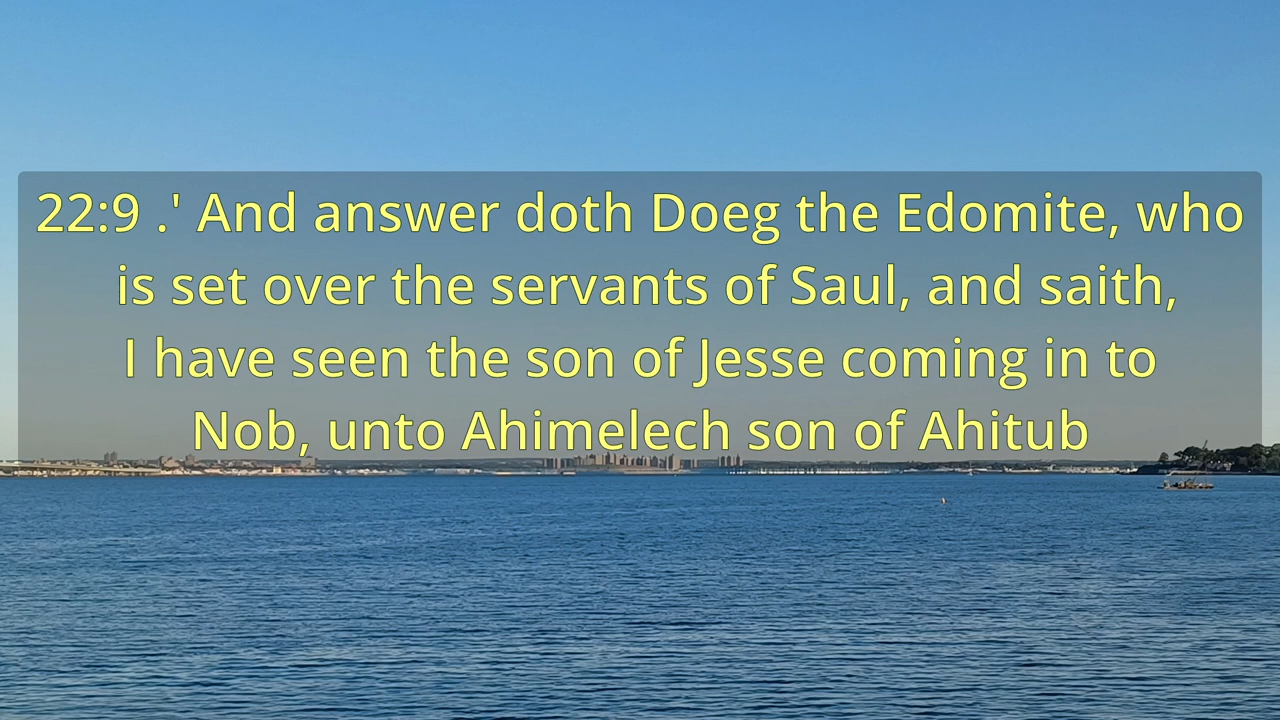 22:9 .' And answer doth Doeg the Edomite, who
is set over the servants of Saul, and saith,
I have seen the son of Jesse coming in to
Nob, unto Ahimelech son of Ahitub